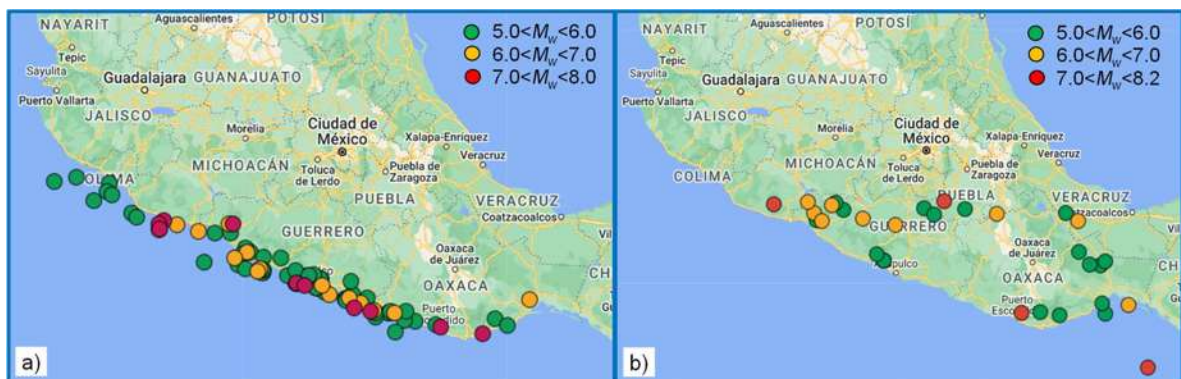 NAYARIT
Aguascalientes
POTOSÍ
Tepic
Sayulita
Guadalajara
GUANAJUATO
Puerto Vallarta
JALISCO
Morelia
Ciudad de
México
Xalapa-Enríquez
COLIMA
MICHOACÁN
Toluca
de Lerdo
Puebla de
Zaragoza
Veracruz
PUEBLA
VERACRUZ
Coatzacoalcos
GUERRERO
Oaxaca
de Juárez
OAXACA
Puerto
5.0<Mw<6.0
6.0<Mw<7.0
7.0<Mw<8.0
a)
NAYARIT
Aguascalientes
POTOSÍ
Tepic
Sayulita
Guadalajara
GUANAJUATO
Puerto Vallarta
JALISCO
Morelia
Ciudad de
México
Xalapa-Enríquez
COLIMA
MICHOACÁN
Toluca
de Lerdo
Puebla de
Zaragoza
Veracruz
PUEBLA
VERACRUZ
Coatzacoalcos
GUERRERO
Oaxaca
de Juárez
OAXACA
Puerto
5.0<Mw<6.0
6.0<Mw<7.0
7.0<Mw<8.2
b)